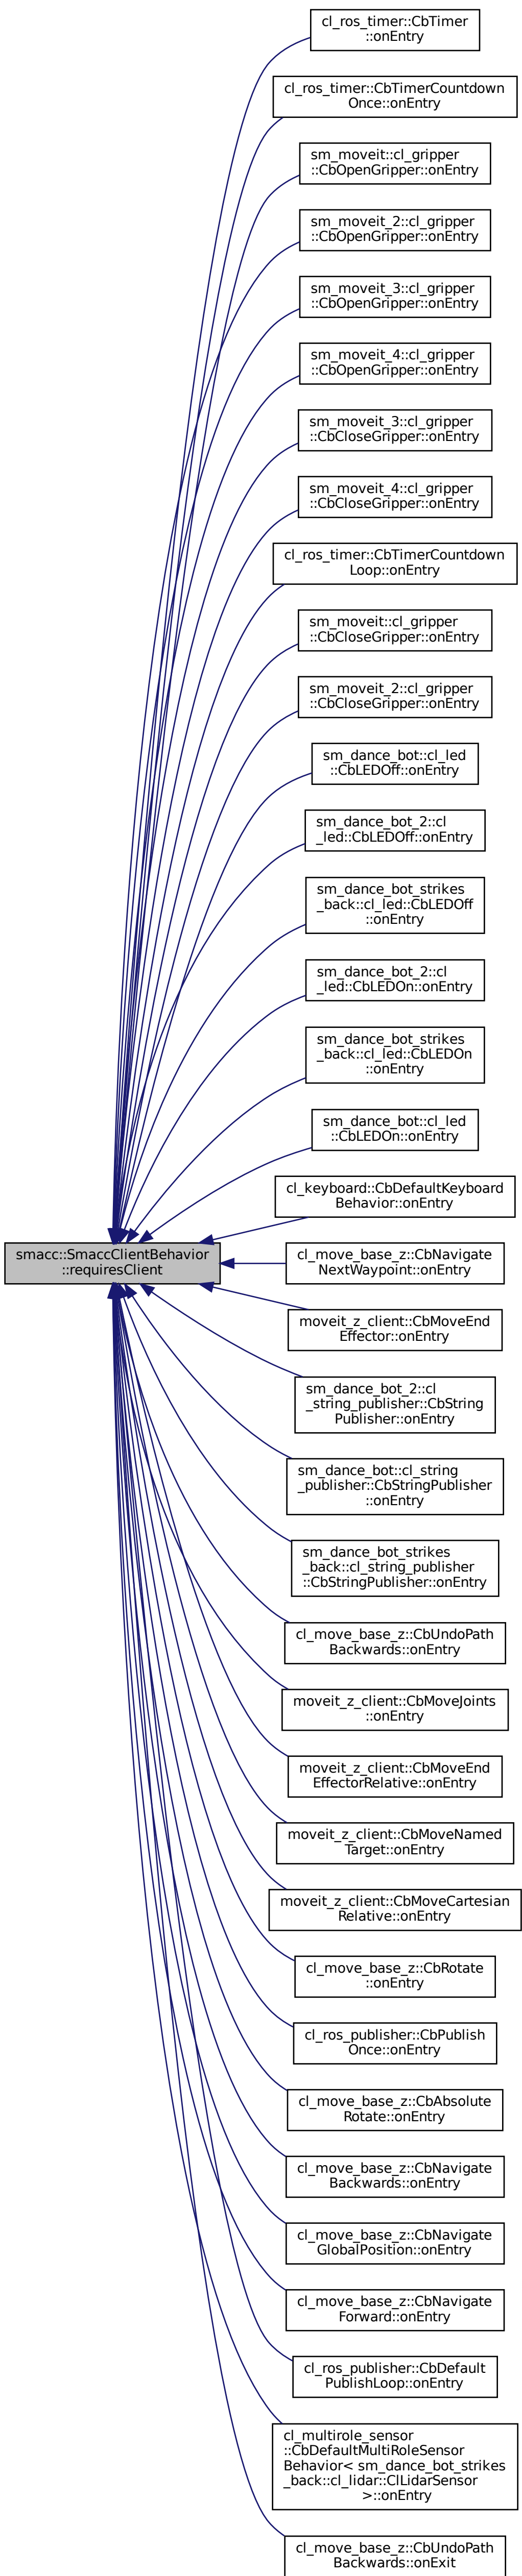 cl_ros_timer::CbTimer
::onEntry
cl_ros_timer::CbTimerCountdown
Once::onEntry
sm_moveit::cl_gripper
::CbOpenGripper::onEntry
sm_moveit_2::cl_gripper
::CbOpenGripper::onEntry
sm_moveit_3::cl_gripper
::CbOpenGripper::onEntry
sm_moveit_4::cl_gripper
::CbOpenGripper::onEntry
sm_moveit_3::cl_gripper
::CbCloseGripper::onEntry
sm_moveit_4::cl_gripper
::CbCloseGripper::onEntry
cl_ros_timer::CbTimerCountdown
Loop::onEntry
sm_moveit::cl_gripper
::CbCloseGripper::onEntry
sm_moveit_2::cl_gripper
::CbCloseGripper::onEntry
sm_dance_bot::cl_led
::CbLEDOff::onEntry
sm_dance_bot_2::cl
_led::CbLEDOff::onEntry
sm_dance_bot_strikes
_back::cl_led::CbLEDOff
::onEntry
sm_dance_bot_2::cl
_led::CbLEDOn::onEntry
sm_dance_bot_strikes
_back::cl_led::CbLEDOn
::onEntry
sm_dance_bot::cl_led
::CbLEDOn::onEntry
cl_keyboard::CbDefaultKeyboard
Behavior::onEntry
smacc::SmaccClientBehavior
::requiresClient
cl_move_base_z::CbNavigate
NextWaypoint::onEntry
moveit_z_client::CbMoveEnd
Effector::onEntry
sm_dance_bot_2::cl
_string_publisher::CbString
Publisher::onEntry
sm_dance_bot::cl_string
_publisher::CbStringPublisher
::onEntry
sm_dance_bot_strikes
_back::cl_string_publisher
::CbStringPublisher::onEntry
cl_move_base_z::CbUndoPath
Backwards::onEntry
moveit_z_client::CbMoveJoints
::onEntry
moveit_z_client::CbMoveEnd
EffectorRelative::onEntry
moveit_z_client::CbMoveNamed
Target::onEntry
moveit_z_client::CbMoveCartesian
Relative::onEntry
cl_move_base_z::CbRotate
::onEntry
cl_ros_publisher::CbPublish
Once::onEntry
cl_move_base_z::CbAbsolute
Rotate::onEntry
cl_move_base_z::CbNavigate
Backwards::onEntry
cl_move_base_z::CbNavigate
GlobalPosition::onEntry
cl_move_base_z::CbNavigate
Forward::onEntry
cl_ros_publisher::CbDefault
PublishLoop::onEntry
cl_multirole_sensor
::CbDefaultMultiRoleSensor
Behavior< sm_dance_bot_strikes
_back::cl_lidar::ClLidarSensor
>::onEntry
cl_move_base_z::CbUndoPath
Backwards::onExit